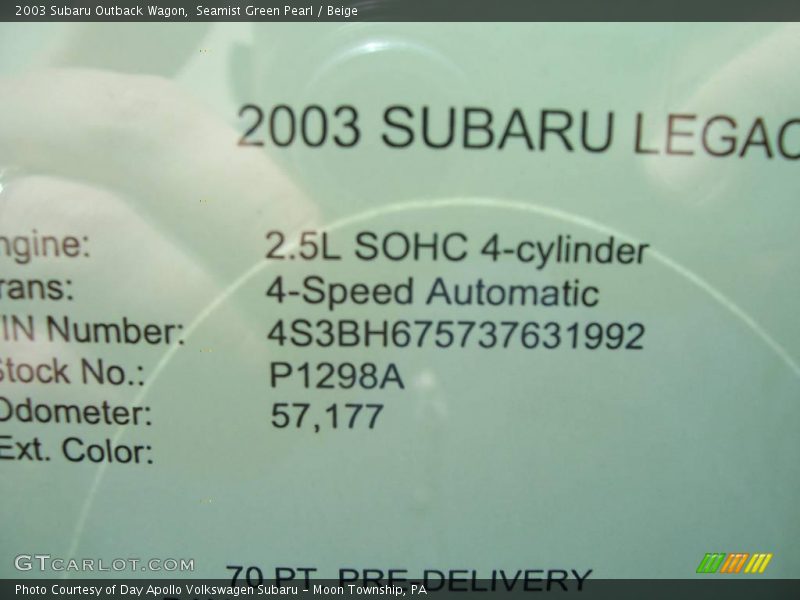 2003 Subaru Outback Wagon, Seamist Green Pearl / Beige
2003 SUBARU LEGAC
ngine: 2.5L SOHC 4-cylinder
rans: 4-Speed Automatic
IN Number: 4S3BH675737631992
Stock No.: P1298A
Odometer: 57,177
Ext. Color:
70 PT. PRE-DELIVERY
GTCARLOT.COM
Photo Courtesy of Day Apollo Volkswagen Subaru - Moon Township, PA